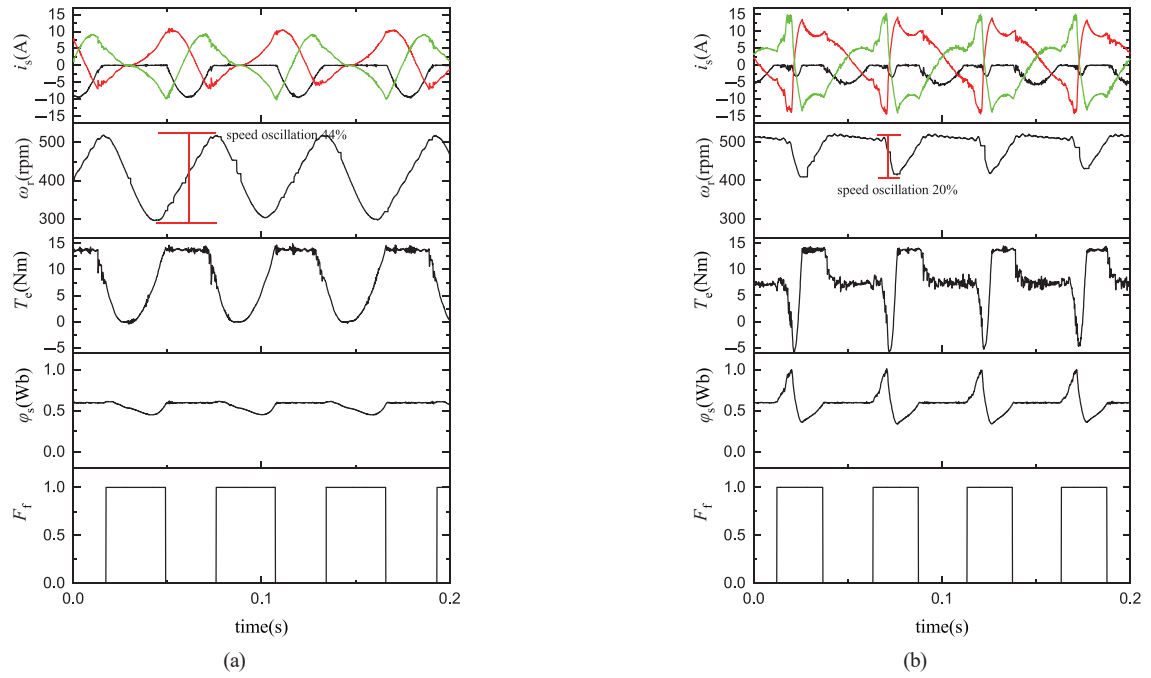 i_s(A)
15
10
5
0
−5
−10
−15
ω_r(rpm)
500
400
300
speed oscillation 44%
T_e(Nm)
15
10
5
0
−5
φ_s(Wb)
1.0
0.5
0.0
F_f
1.0
0.5
0.0
0.0 0.1 0.2
time(s)
(a)
i_s(A)
15
10
5
0
−5
−10
−15
ω_r(rpm)
500
400
300
speed oscillation 20%
T_e(Nm)
15
10
5
0
−5
φ_s(Wb)
1.0
0.5
0.0
F_f
1.0
0.5
0.0
0.0 0.1 0.2
time(s)
(b)